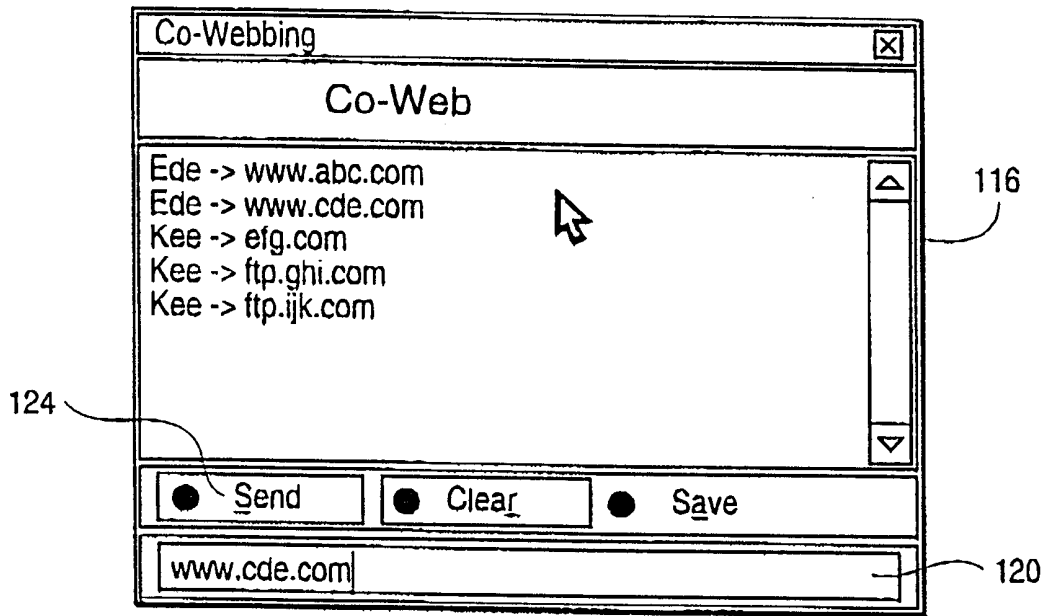 Co-Webbing
Co-Web
Ede -> www.abc.com
Ede -> www.cde.com
Kee -> efg.com
Kee -> ftp.ghi.com
Kee -> ftp.ijk.com
116
124
Send Clear Save
www.cde.com
120